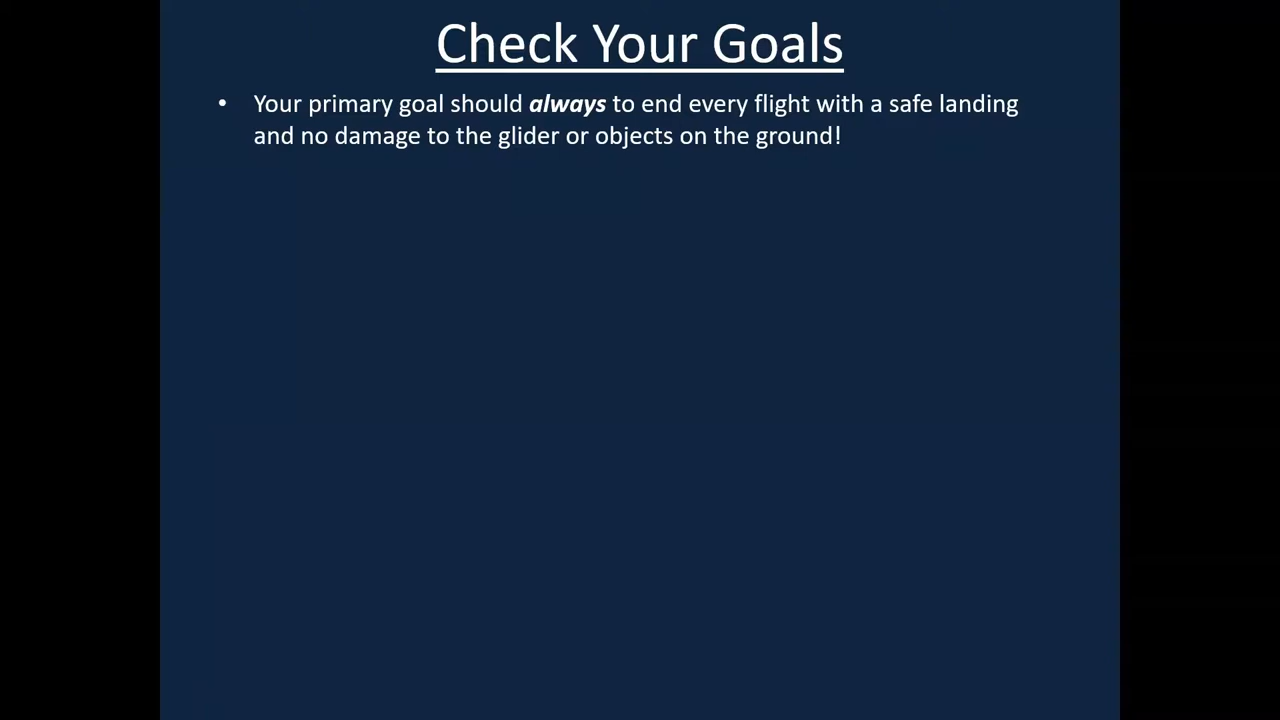 Check Your Goals
• Your primary goal should always to end every flight with a safe landing
and no damage to the glider or objects on the ground!